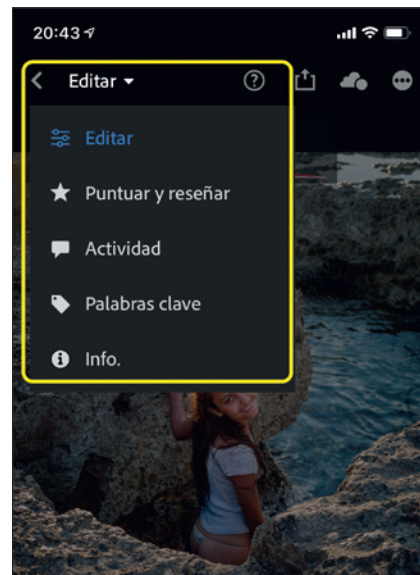 20:43
Editar
Editar
Puntuar y reseñar
Actividad
Palabras clave
Info.